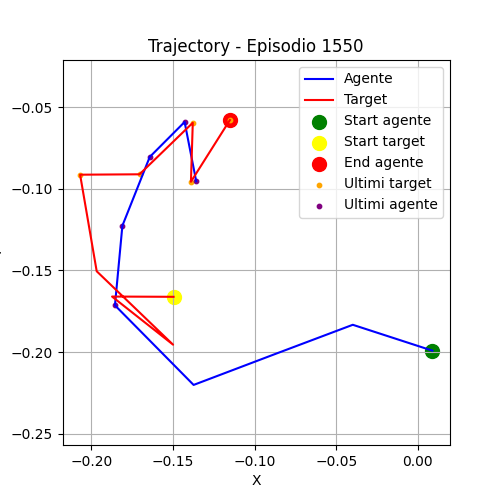 Trajectory - Episodio 1550
Agente
Target
Start agente
Start target
End agente
Ultimi target
Ultimi agente
−0.05
−0.10
−0.15
−0.20
−0.25
−0.20
−0.15
−0.10
−0.05
0.00
X